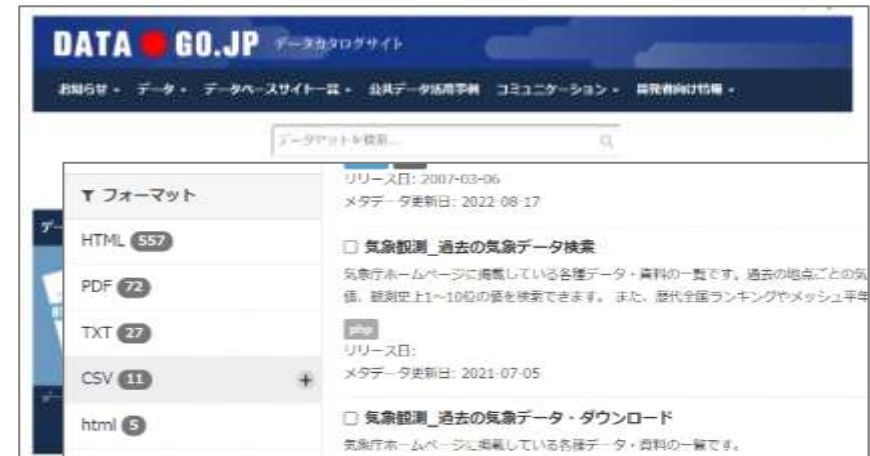 DATA GO.JP データカタログサイト
お知らせ データ データベースサイト一覧 公共データ活用事例 コミュニケーション 開発者向け情報
データセットを検索...
フォーマット
HTML 557
PDF 72
TXT 27
CSV 11 +
html 5
リリース日: 2007-03-06
メタデータ更新日: 2022-08-17
気象観測_過去の気象データ検索
気象庁ホームページに掲載している各種データ・資料の一覧です。過去の地点ごとの気
値、観測史上1~10位の値を検索できます。 また、歴代全国ランキングやメッシュ平年
php
リリース日:
メタデータ更新日: 2021-07-05
気象観測_過去の気象データ・ダウンロード
気象庁ホームページに掲載している各種データ・資料の一覧です。